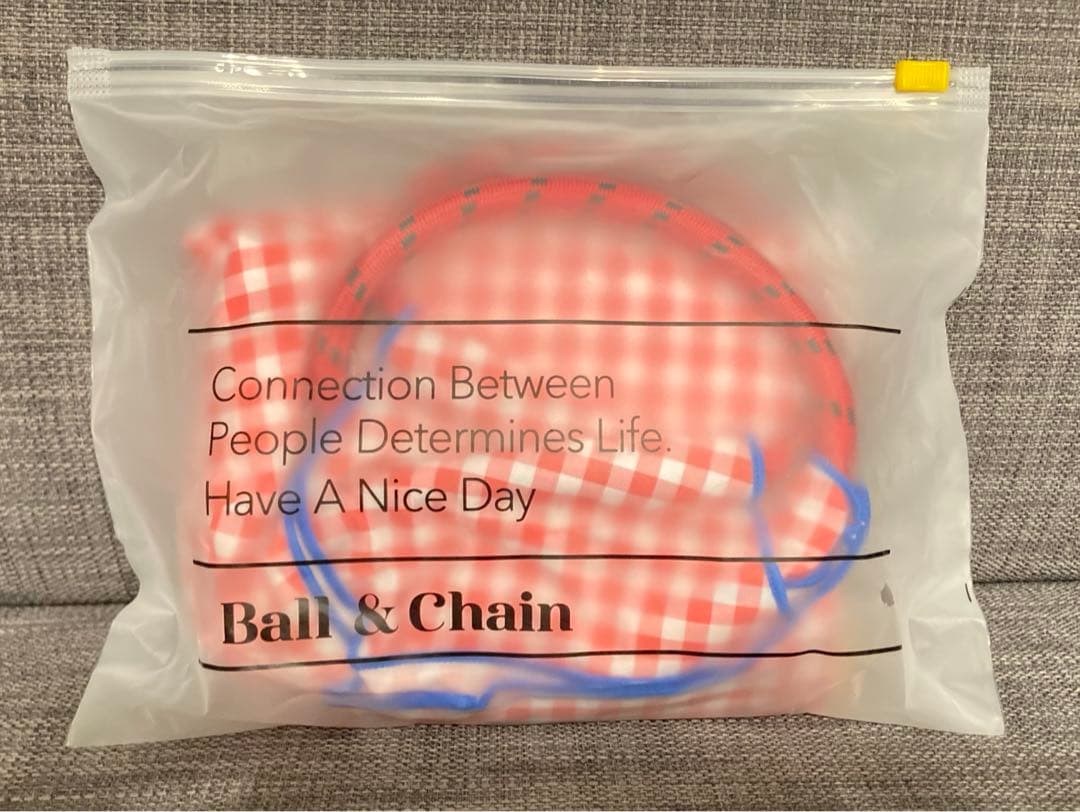 Connection Between
People Determines Life.
Have A Nice Day
Ball & Chain